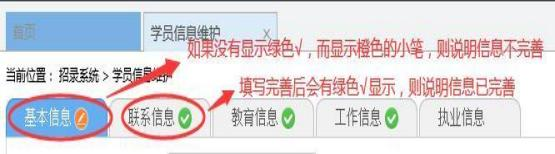 首页
学员信息维护 x
如果没有显示绿色√，而显示橙色的小笔，则说明信息不完善
当前位置：招录系统 > 学员信息维护
填写完善后会有绿色√显示，则说明信息已完善
基本信息 联系信息 教育信息 工作信息 执业信息